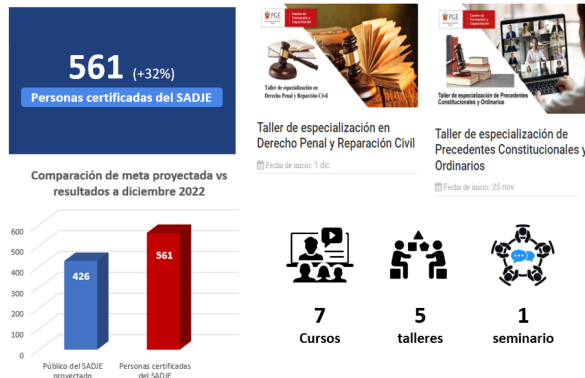 561 (+32%)
Personas certificadas del SADJE
Comparación de meta proyectada vs
resultados a diciembre 2022
600
500
400
300
200
100
0
426
561
Público del SADJE
proyectado
Personas certificadas
del SADJE
PGE
Centro de
Formación y
Capacitación
Taller de especialización en
Derecho Penal y Reparación Civil
Taller de especialización en
Derecho Penal y Reparación Civil
Fecha de inicio: 1 dic
PGE
Centro de
Formación y
Capacitación
Taller de especialización de Precedentes
Constitucionales y Ordinarios
Taller de especialización de
Precedentes Constitucionales y
Ordinarios
Fecha de inicio: 25 nov
7
Cursos
5
talleres
1
seminario